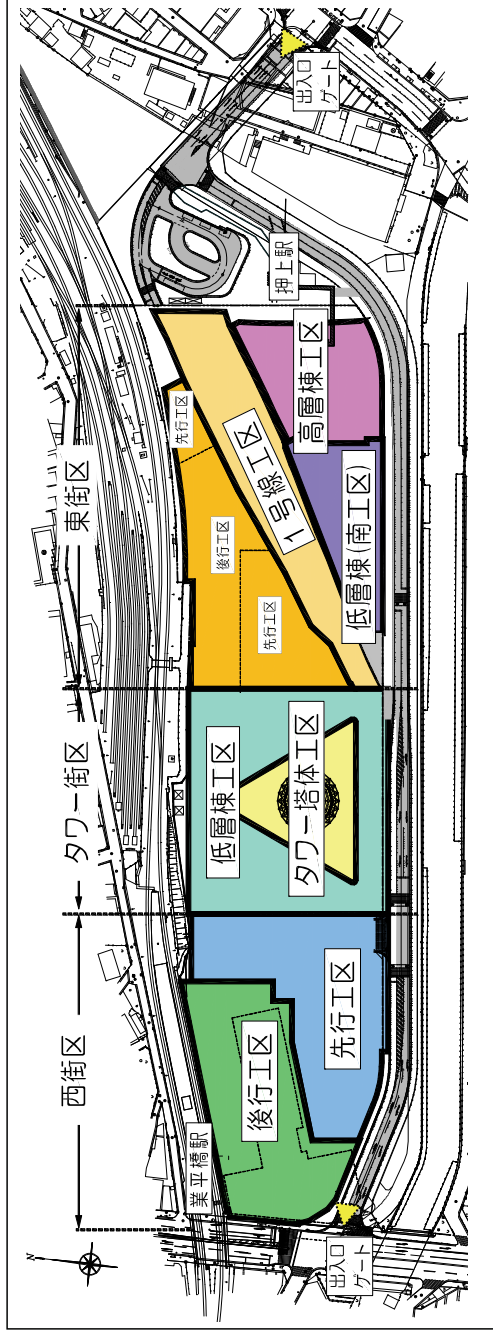 N
西街区
タワー街区
東街区
業平橋駅
後行工区
先行工区
出入口
ゲート
低層棟工区
タワー塔体工区
先行工区
後行工区
先行工区
1号線工区
低層棟(南工区)
高層棟工区
押上駅
出入口
ゲート